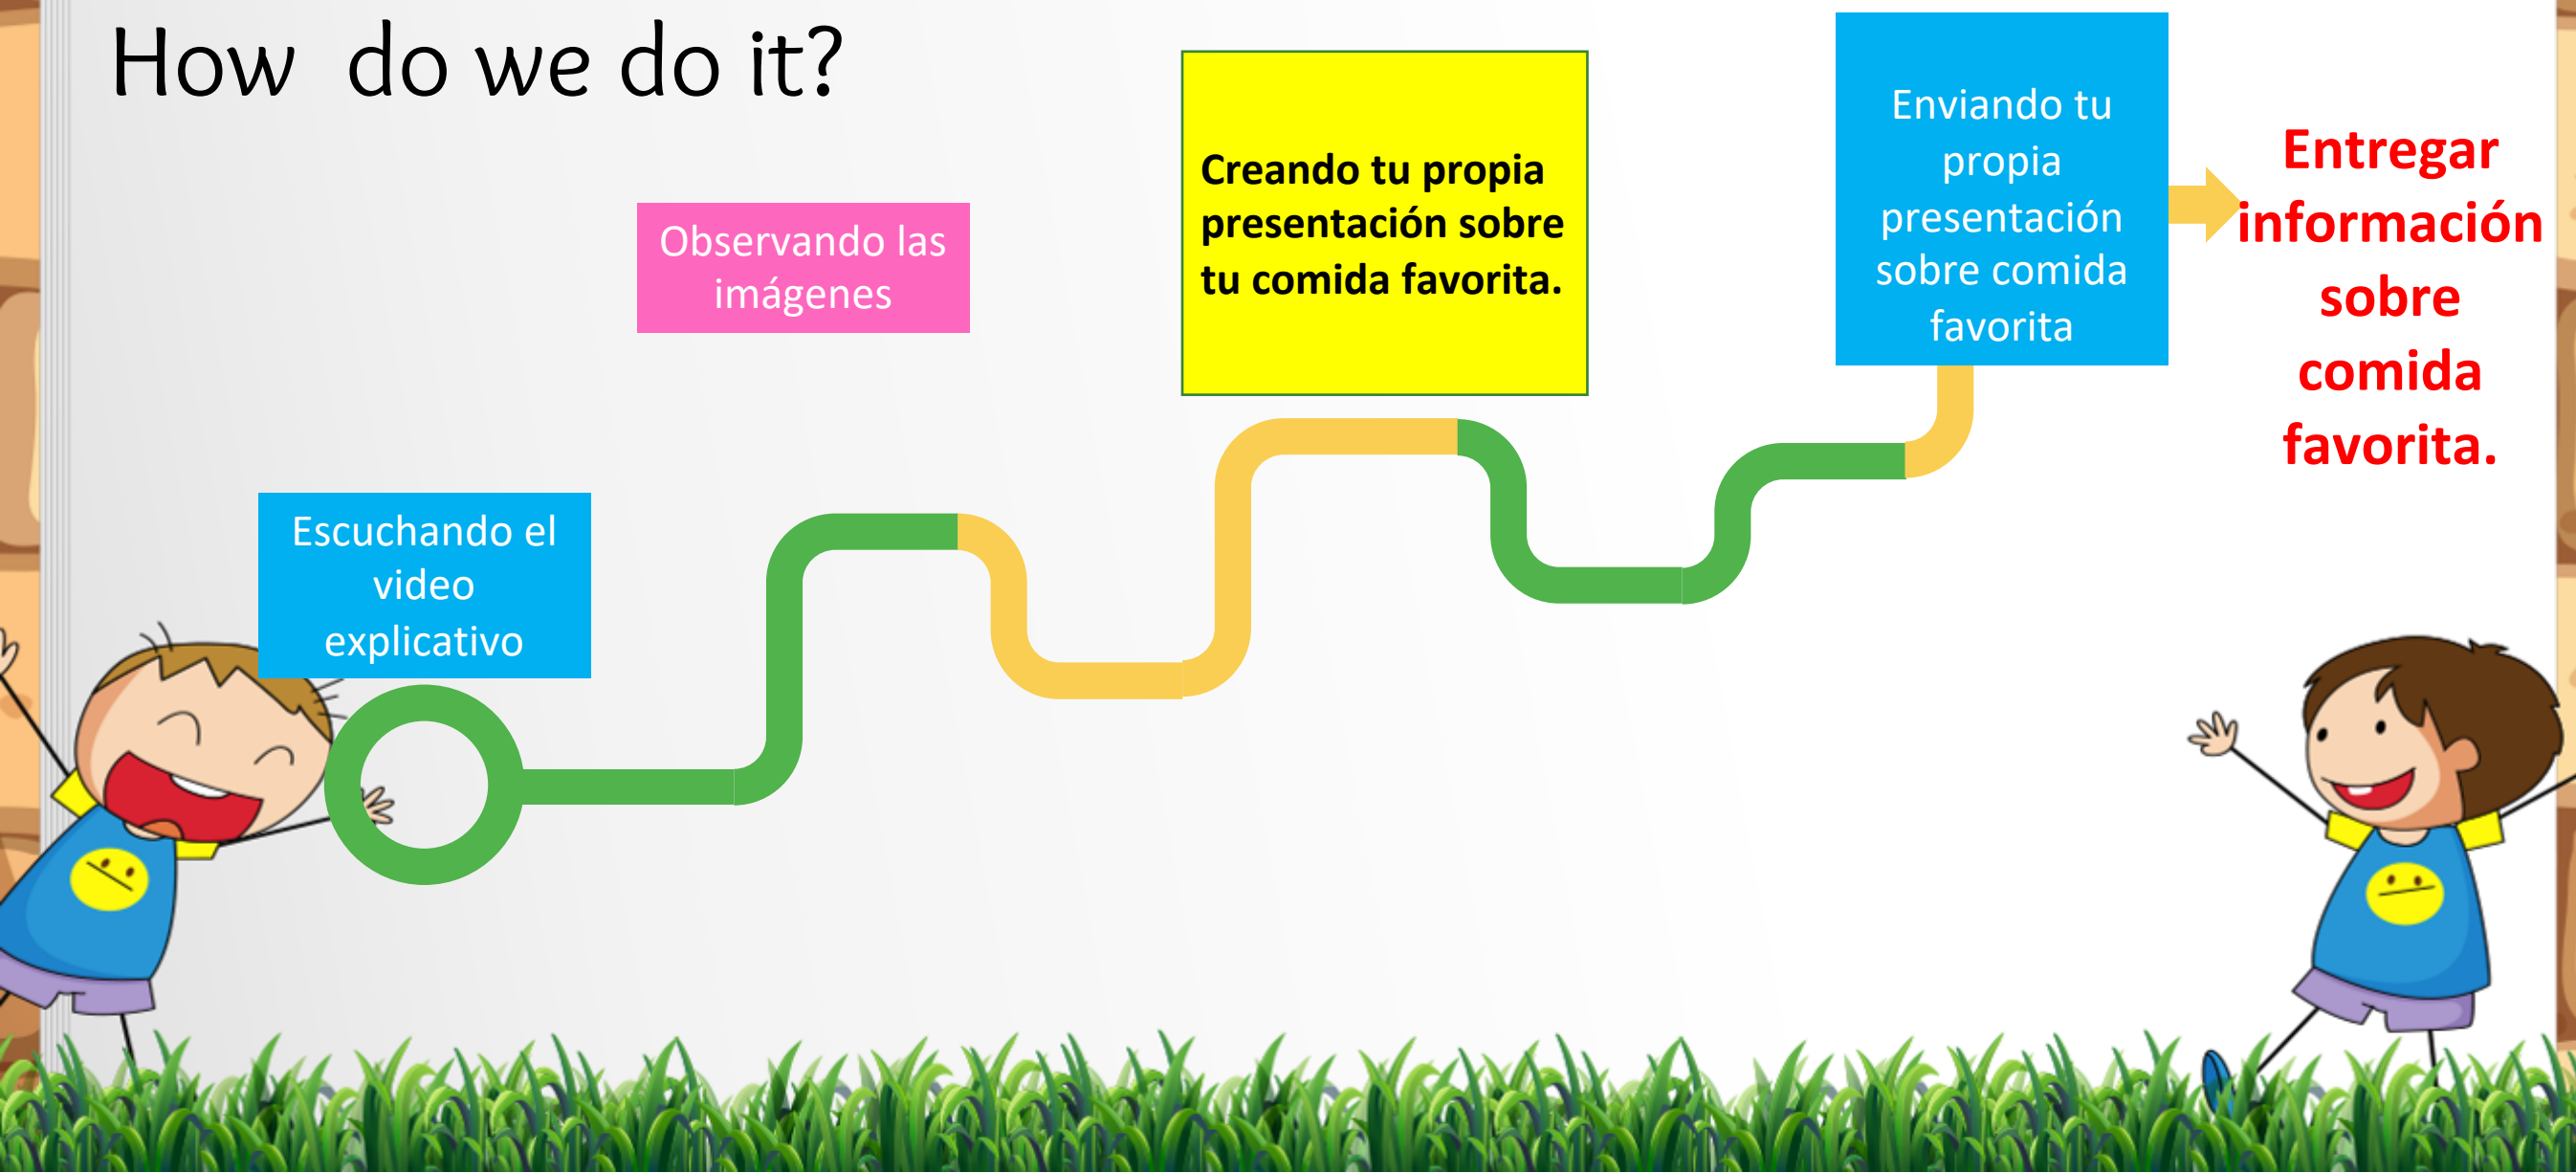 How do we do it?
Escuchando el
video
explicativo
Observando las
imágenes
Creando tu propia
presentación sobre
tu comida favorita.
Enviando tu
propia
presentación
sobre comida
favorita
Entregar
información
sobre
comida
favorita.